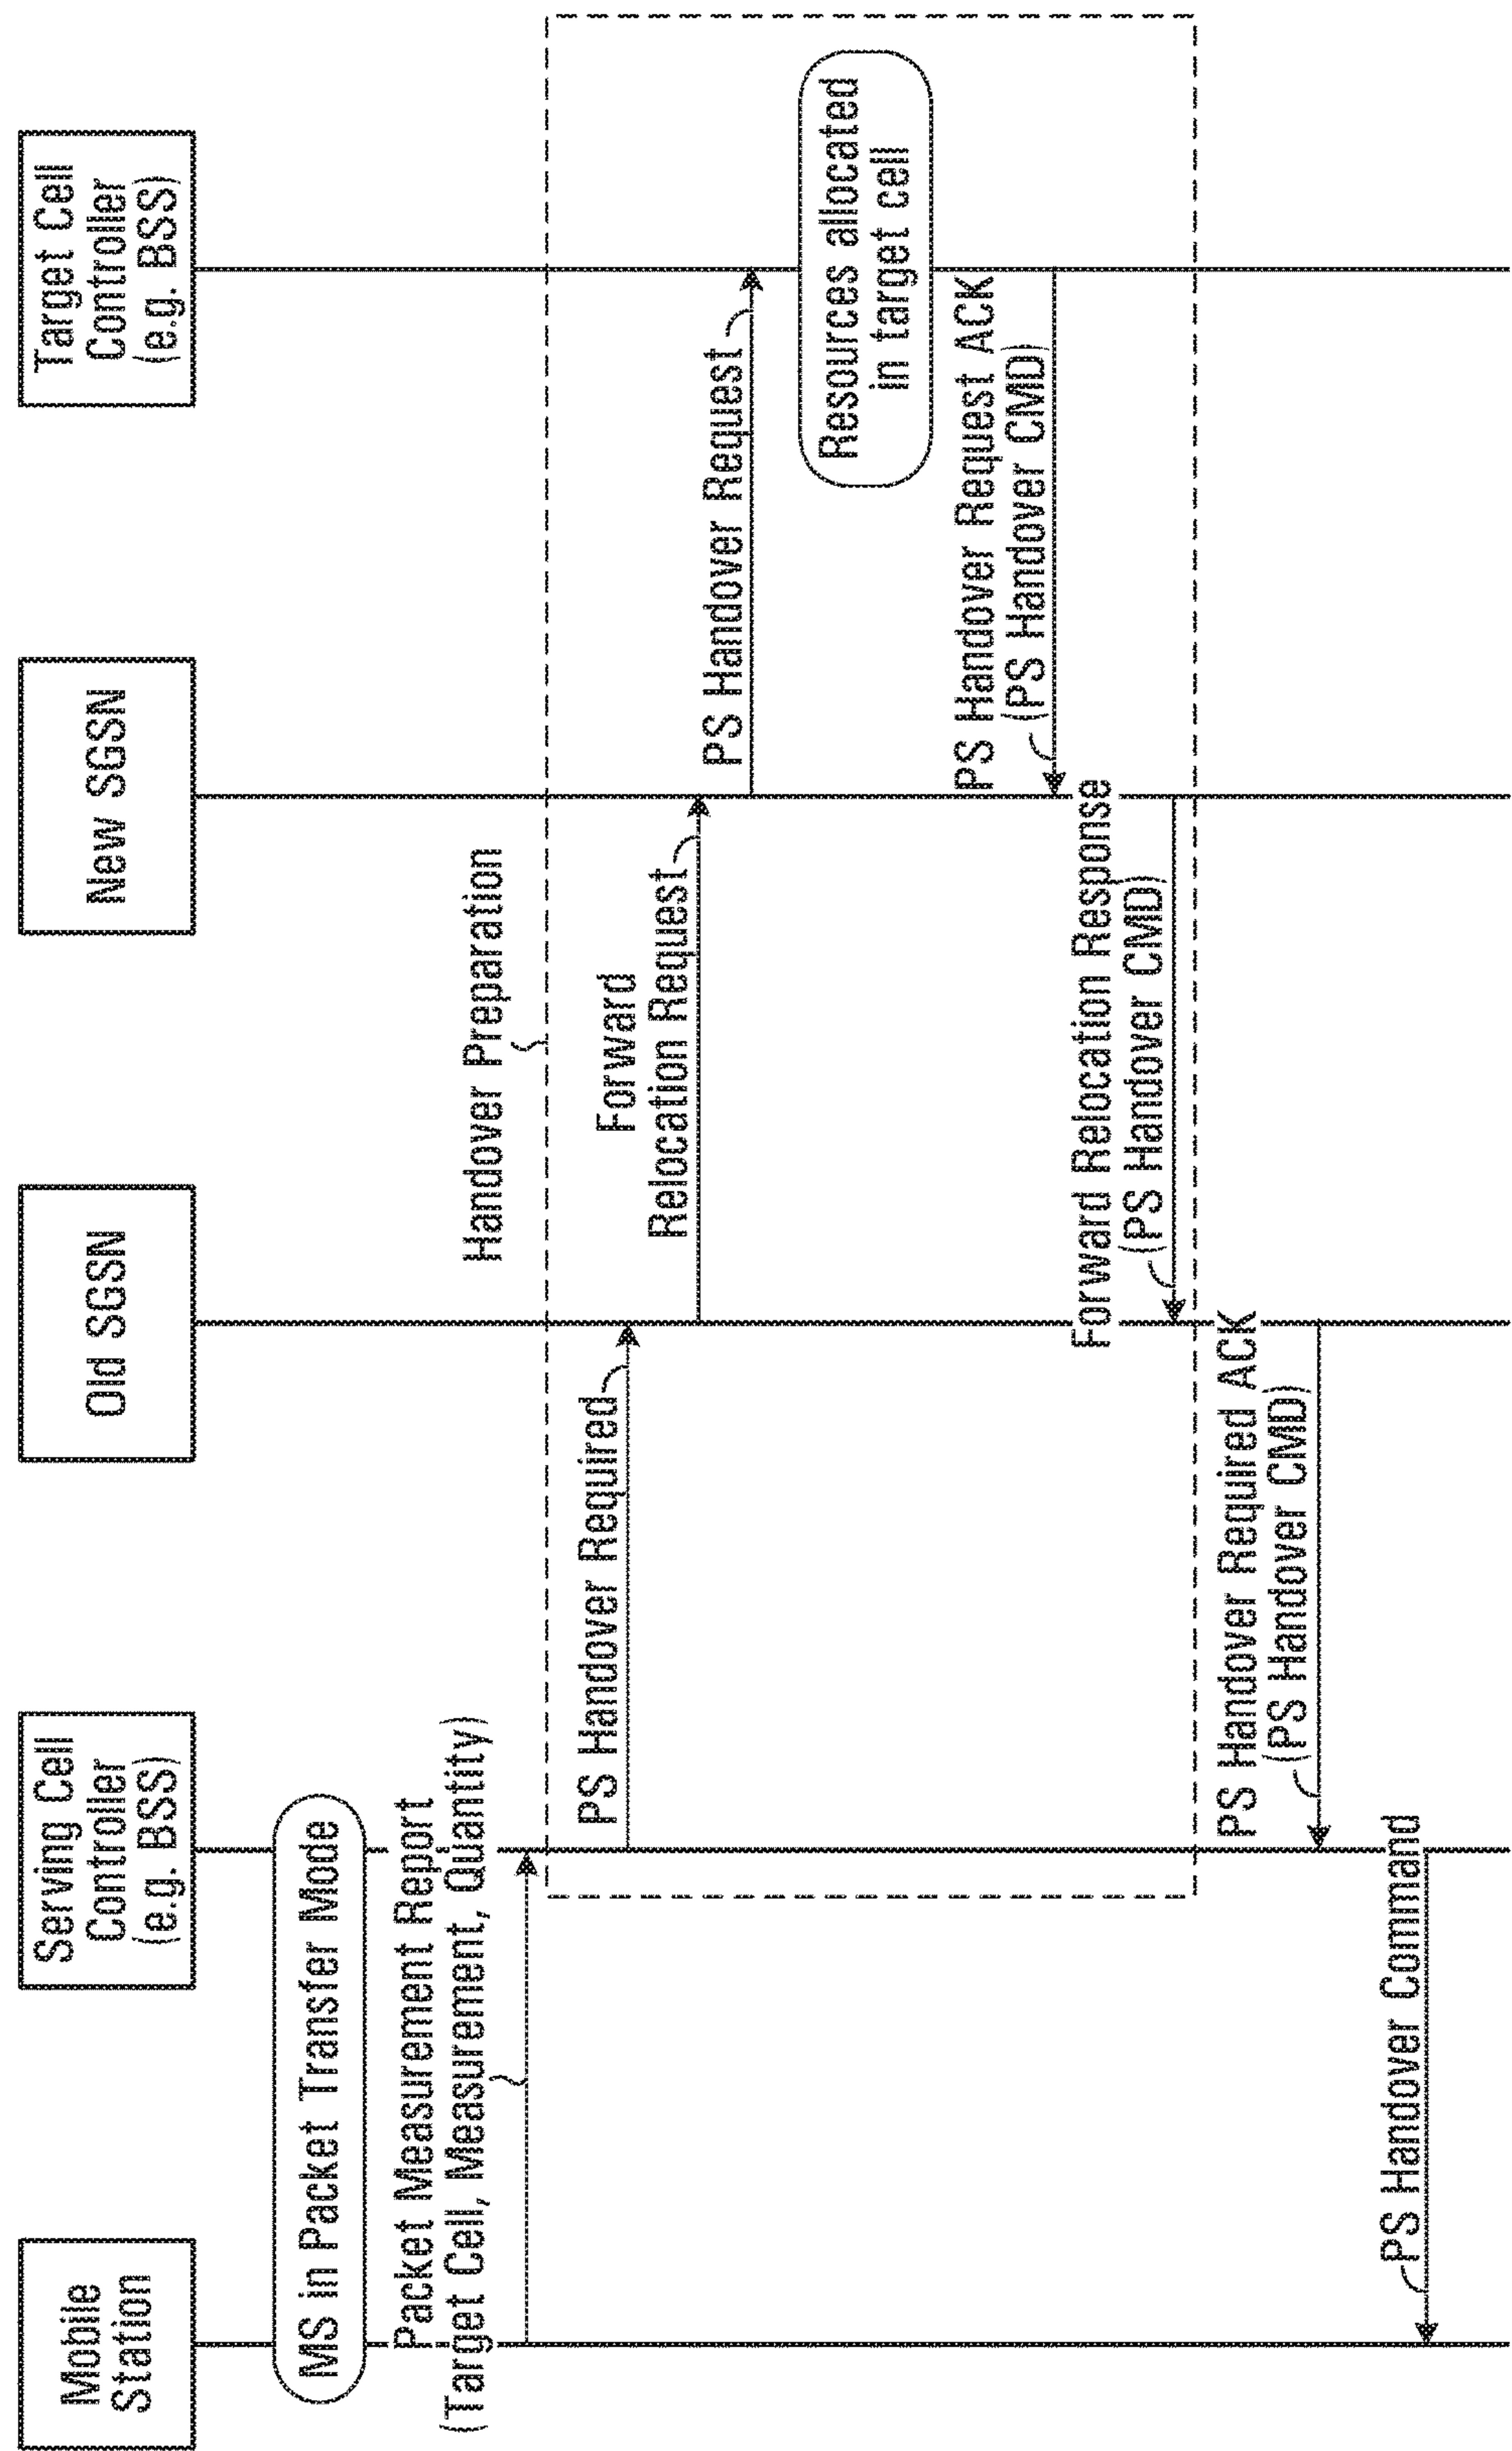 Mobile
Station
Serving Cell
Controller
(e.g. BSS)
Old SGSN
New SGSN
Target Cell
Controller
(e.g. BSS)
MS in Packet Transfer Mode
Packet Measurement Report
(Target Cell, Measurement, Quantity)
Handover Preparation
PS Handover Required
Forward
Relocation Request
PS Handover Request
Resources allocated
in target cell
PS Handover Request ACK
(PS Handover CMD)
Forward Relocation Response
(PS Handover CMD)
PS Handover Required ACK
(PS Handover CMD)
PS Handover Command